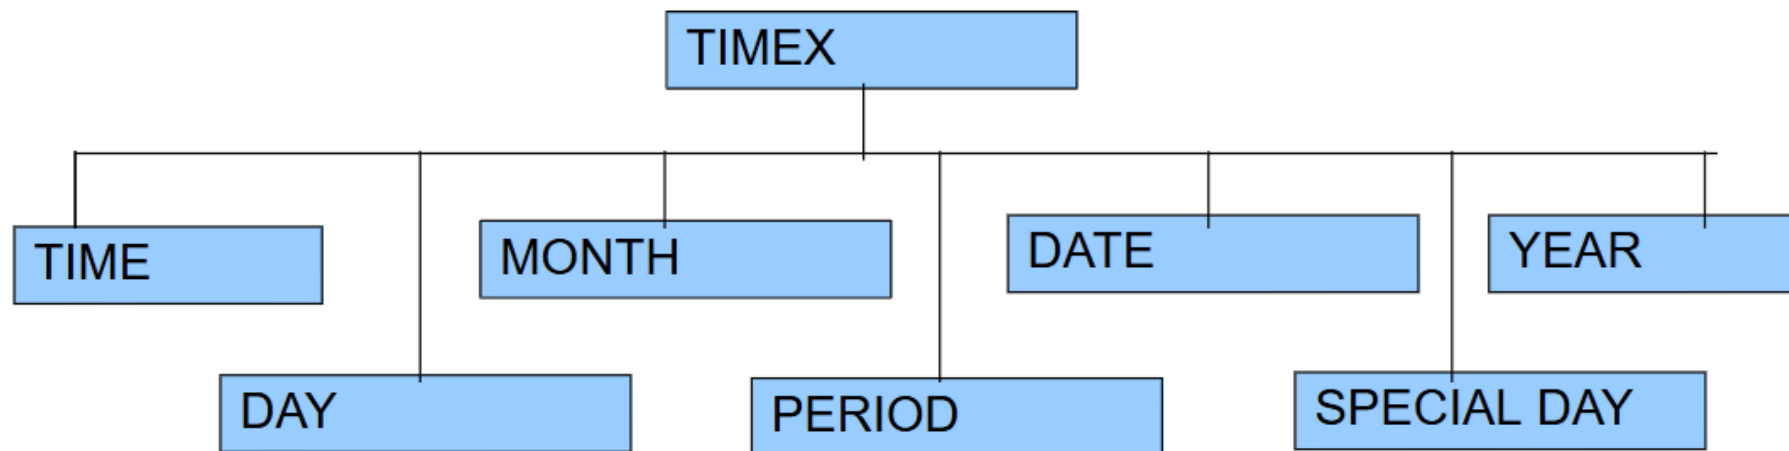 TIMEX
TIME
MONTH
DATE
YEAR
DAY
PERIOD
SPECIAL DAY